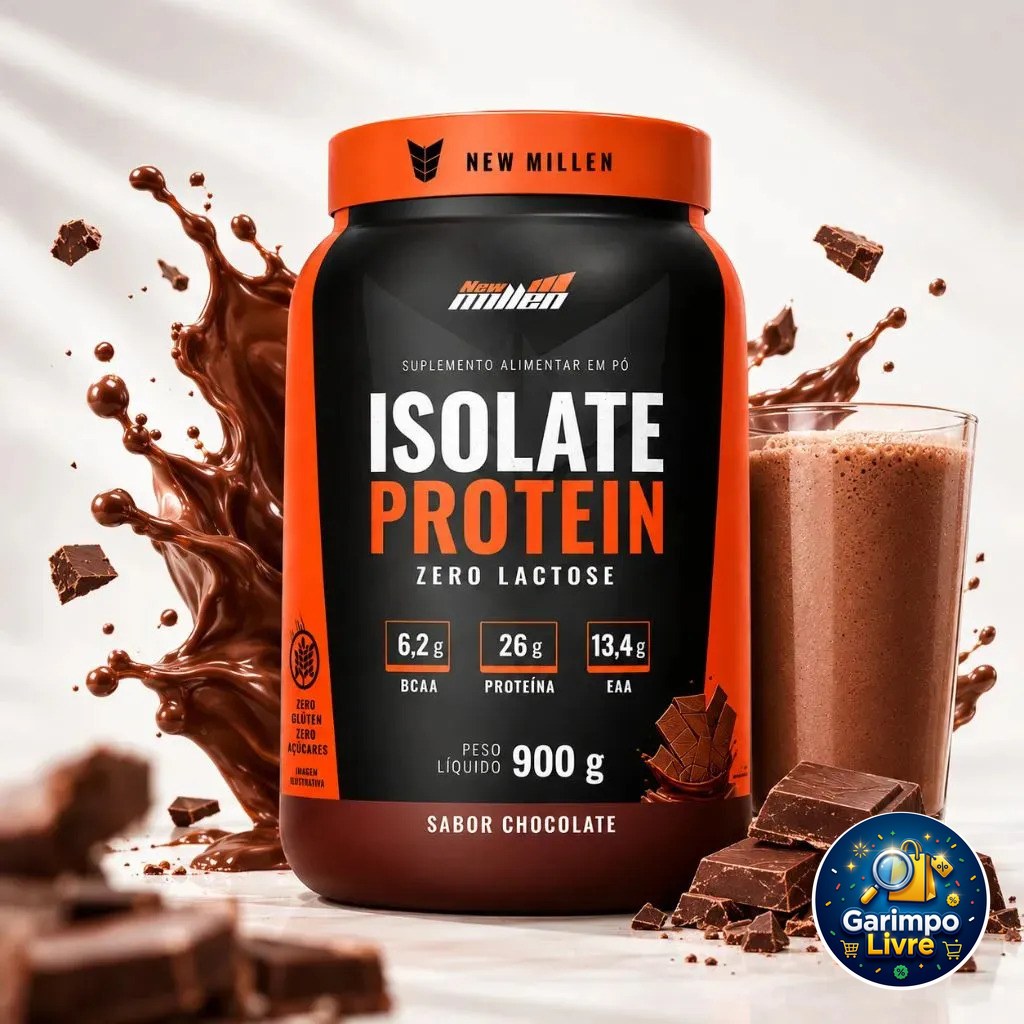 NEW MILLEN
New
millen
SUPLEMENTO ALIMENTAR EM PÓ
ISOLATE
PROTEIN
ZERO LACTOSE
6,2 g
BCAA
26 g
PROTEÍNA
13,4 g
EAA
ZERO
GLÚTEN
ZERO
AÇÚCARES
IMAGEM
ILUSTRATIVA
PESO
LÍQUIDO 900 g
SABOR CHOCOLATE
Garimpo
Livre
%
%
%